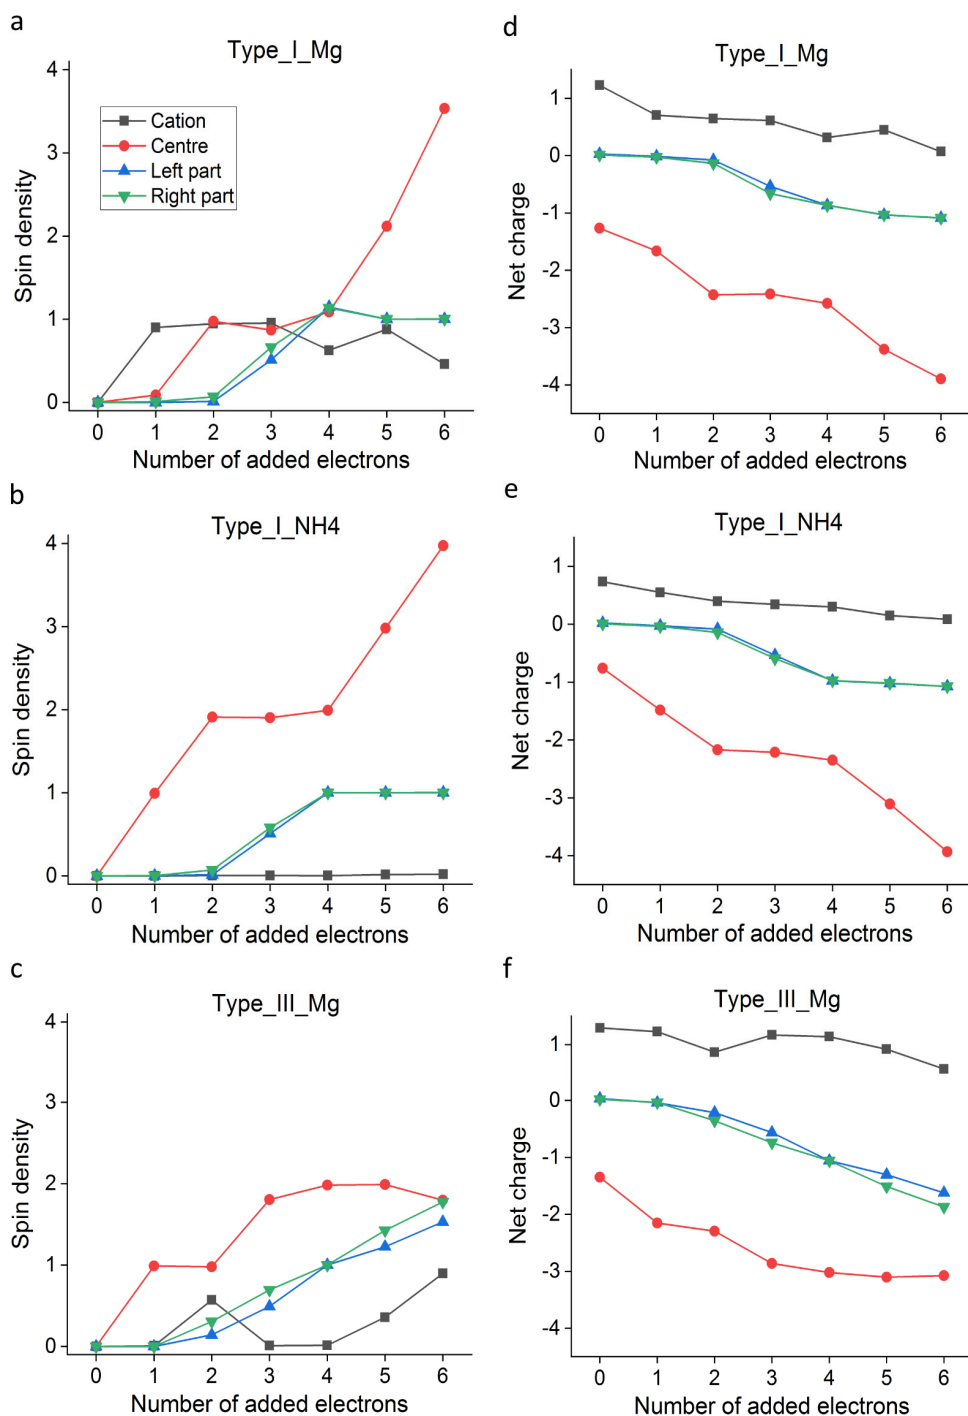 a
Type_I_Mg
4
3
2
1
0
Spin density
Cation
Centre
Left part
Right part
0 1 2 3 4 5 6
Number of added electrons
d
Type_I_Mg
1
0
-1
-2
-3
-4
Net charge
0 1 2 3 4 5 6
Number of added electrons
b
Type_I_NH4
4
3
2
1
0
Spin density
0 1 2 3 4 5 6
Number of added electrons
e
Type_I_NH4
1
0
-1
-2
-3
-4
Net charge
0 1 2 3 4 5 6
Number of added electrons
c
Type_III_Mg
4
3
2
1
0
Spin density
0 1 2 3 4 5 6
Number of added electrons
f
Type_III_Mg
1
0
-1
-2
-3
-4
Net charge
0 1 2 3 4 5 6
Number of added electrons